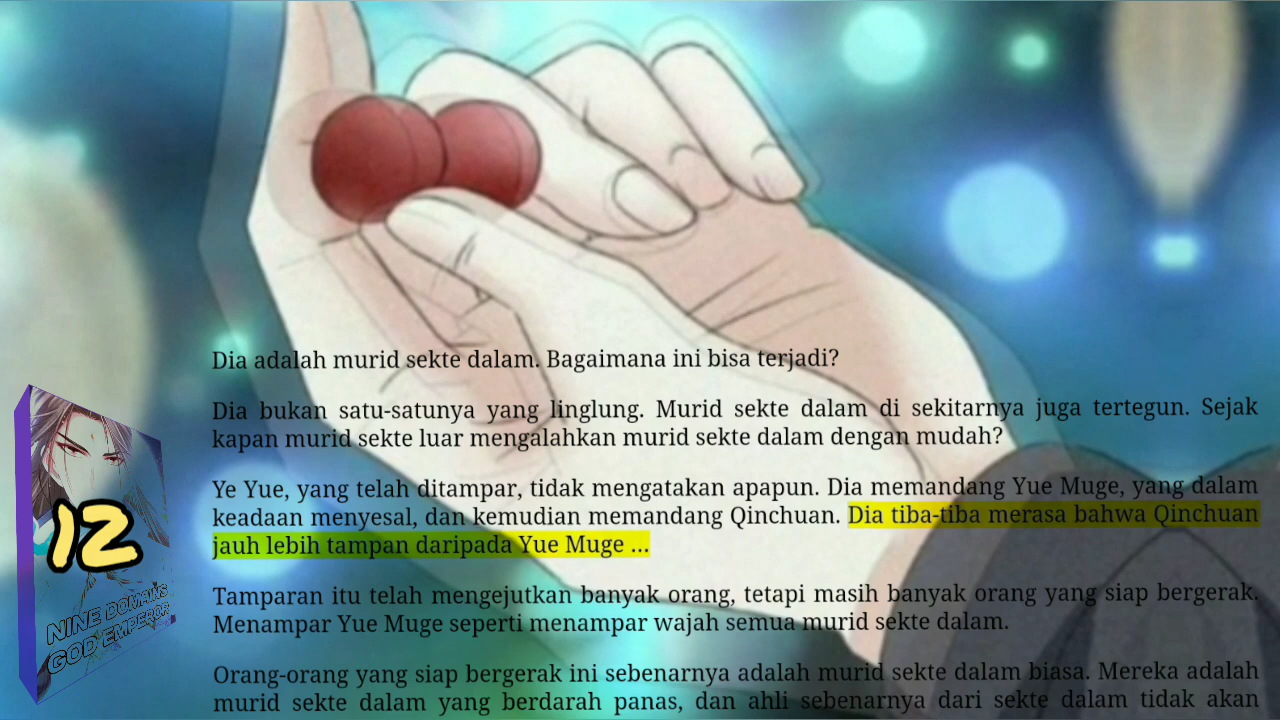 Dia adalah murid sekte dalam. Bagaimana ini bisa terjadi?
Dia bukan satu-satunya yang linglung. Murid sekte dalam di sekitarnya juga tertegun. Sejak
kapan murid sekte luar mengalahkan murid sekte dalam dengan mudah?
Ye Yue, yang telah ditampar, tidak mengatakan apapun. Dia memandang Yue Muge, yang dalam
keadaan menyesal, dan kemudian memandang Qinchuan. Dia tiba-tiba merasa bahwa Qinchuan
jauh lebih tampan daripada Yue Muge ...
Tamparan itu telah mengejutkan banyak orang, tetapi masih banyak orang yang siap bergerak.
Menampar Yue Muge seperti menampar wajah semua murid sekte dalam.
Orang-orang yang siap bergerak ini sebenarnya adalah murid sekte dalam biasa. Mereka adalah
murid sekte dalam yang berdarah panas, dan ahli sebenarnya dari sekte dalam tidak akan
12
NINE DOMAINS
GOD EMPEROR